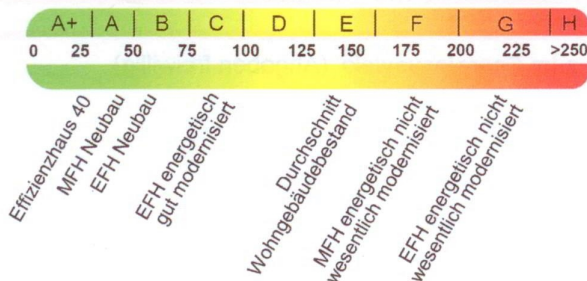 A+ A B C D E F G H
0 25 50 75 100 125 150 175 200 225 >250
Effizienzhaus 40
MFH Neubau
EFH Neubau
EFH energetisch
gut modernisiert
Durchschnitt
Wohngebäudebestand
MFH energetisch nicht
wesentlich modernisiert
EFH energetisch nicht
wesentlich modernisiert